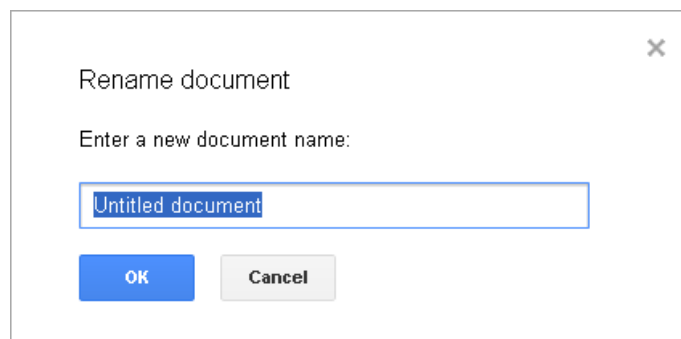 Rename document
Enter a new document name:
Untitled document
OK
Cancel